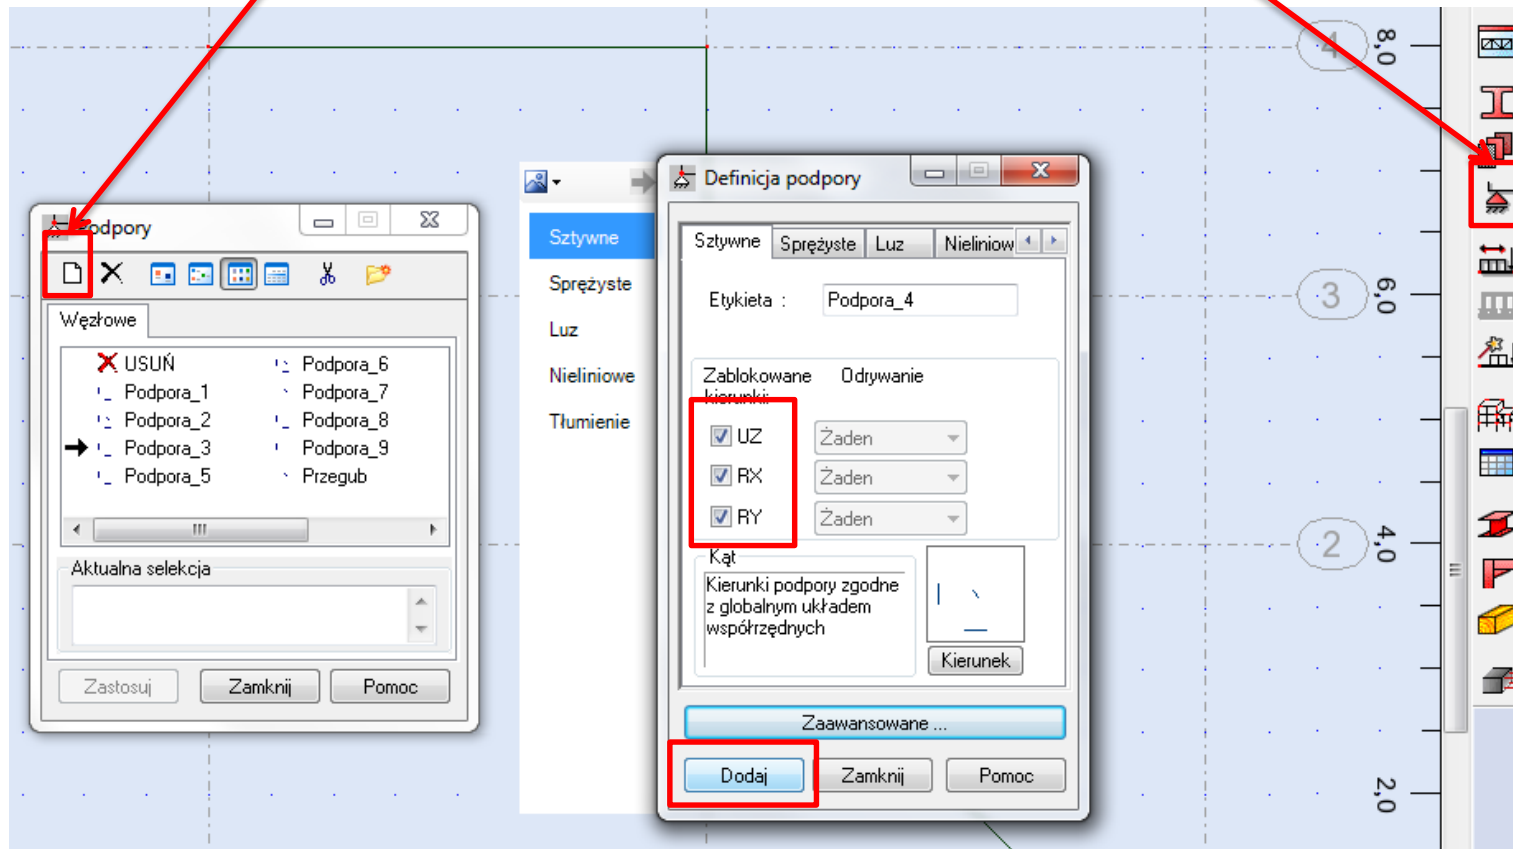 4
8,0
Podpory
Węzłowe
USUŃ
Podpora_1
Podpora_2
Podpora_3
Podpora_5
Podpora_6
Podpora_7
Podpora_8
Podpora_9
Przegub
Aktualna selekcja
Zastosuj
Zamknij
Pomoc
Sztywne
Sprężyste
Luz
Nieliniowe
Tłumienie
Definicja podpory
Sztywne Sprężyste Luz Nieliniow
Etykieta : Podpora_4
Zablokowane Odrywanie
kierunki:
UZ Żaden
RX Żaden
RY Żaden
Kąt
Kierunki podpory zgodne
z globalnym układem
współrzędnych
Kierunek
Zaawansowane ...
Dodaj Zamknij Pomoc
3
6,0
2
4,0
2,0